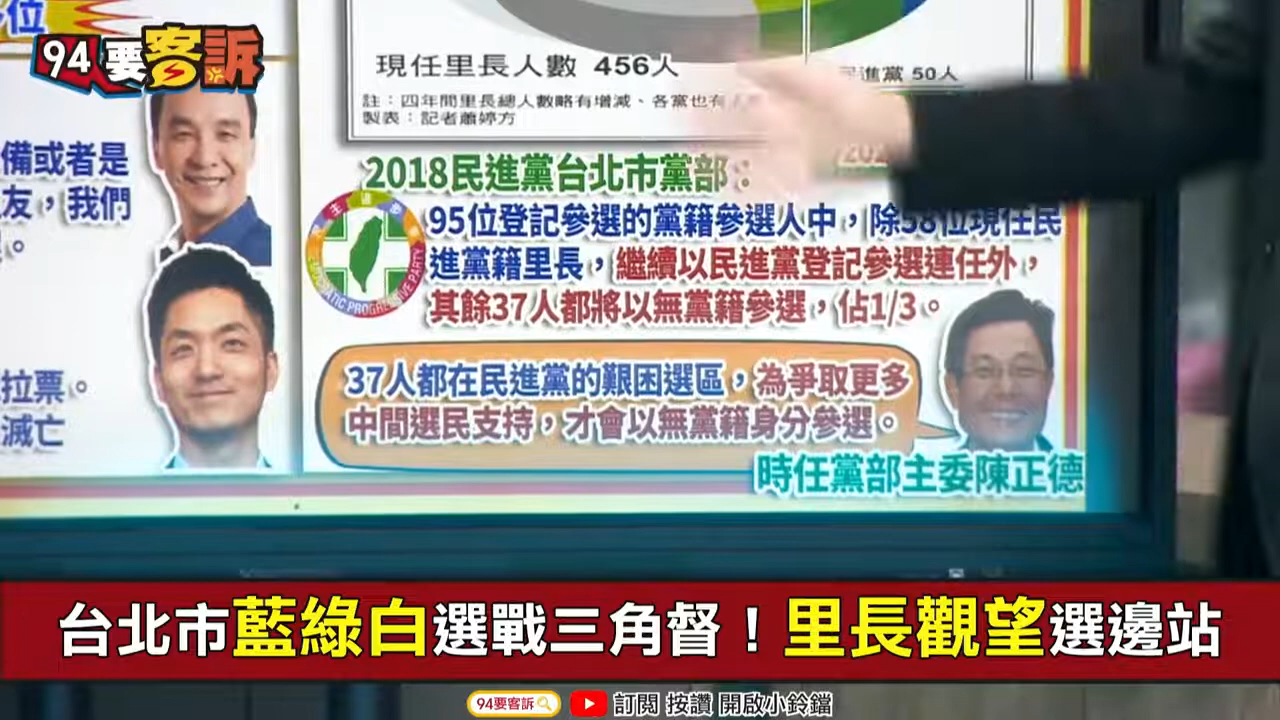 位
94要客訴
備或者是
友，我們
。
拉票。
滅亡
現任里長人數 456人
民進黨 50人
註：四年間里長總人數略有增減、各黨也有
製表：記者蕭婷方
2018民進黨台北市黨部：
95位登記參選的黨籍參選人中，除58位現任民
進黨籍里長，繼續以民進黨登記參選連任外，
其餘37人都將以無黨籍參選，佔1/3。
37人都在民進黨的艱困選區，為爭取更多
中間選民支持，才會以無黨籍身分參選。
時任黨部主委陳正德
台北市藍綠白選戰三角督！里長觀望選邊站
94要客訴
訂閱 按讚 開啟小鈴鐺